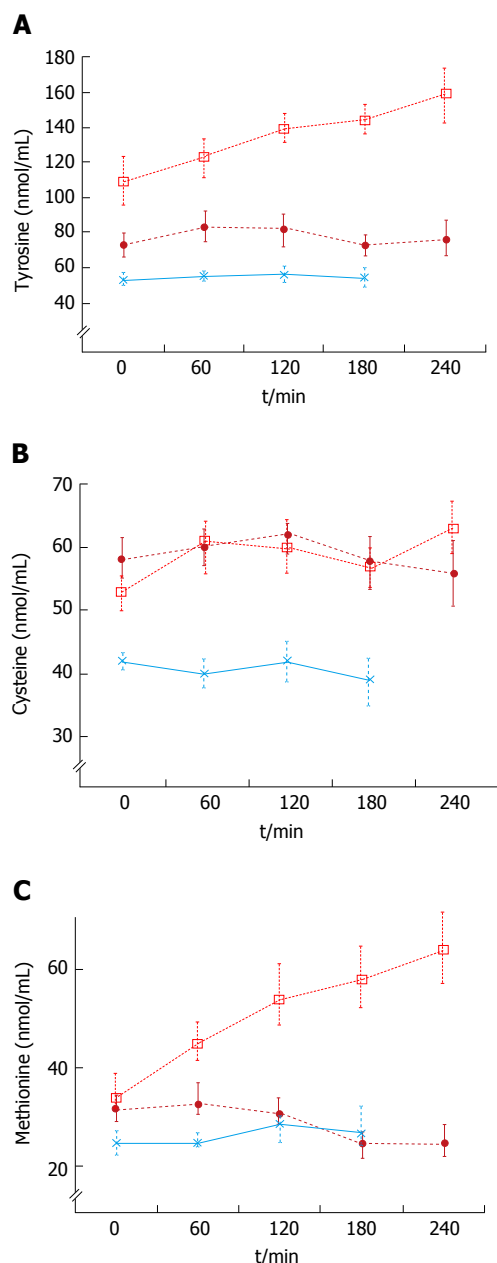 A
Tyrosine (nmol/mL)
180
160
140
120
100
80
60
40
0 60 120 180 240
t/min
B
Cysteine (nmol/mL)
70
60
50
40
30
0 60 120 180 240
t/min
C
Methionine (nmol/mL)
60
40
20
0 60 120 180 240
t/min